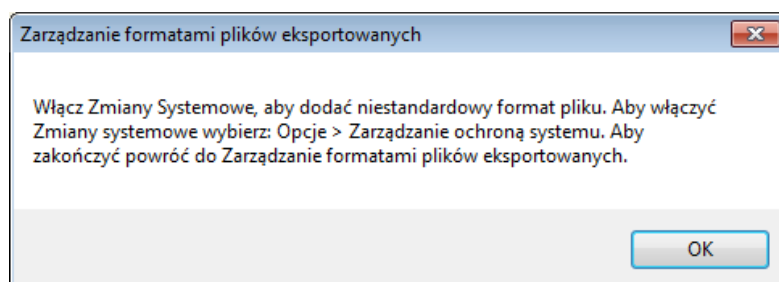 Zarządzanie formatami plików eksportowanych
Włącz Zmiany Systemowe, aby dodać niestandardowy format pliku. Aby włączyć
Zmiany systemowe wybierz: Opcje > Zarządzanie ochroną systemu. Aby
zakończyć powróć do Zarządzanie formatami plików eksportowanych.
OK